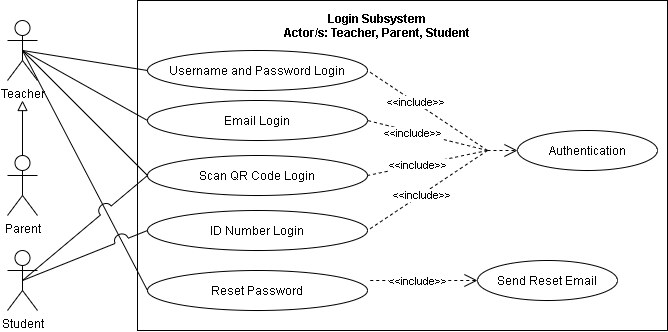 Login Subsystem
Actor/s: Teacher, Parent, Student
Teacher
Parent
Student
Username and Password Login
Email Login
Scan QR Code Login
ID Number Login
Reset Password
<<include>>
<<include>>
<<include>>
<<include>>
<<include>>
Authentication
Send Reset Email